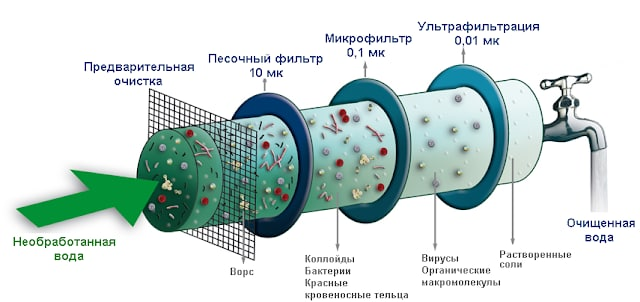 Предварительная
очистка
Песочный фильтр
10 мк
Микрофильтр
0,1 мк
Ультрафильтрация
0,01 мк
Необработанная
вода
Очищенная
вода
Ворс
Коллойды
Бактерии
Красные
кровеносные тельца
Вирусы
Органические
макромолекулы
Растворенные
соли